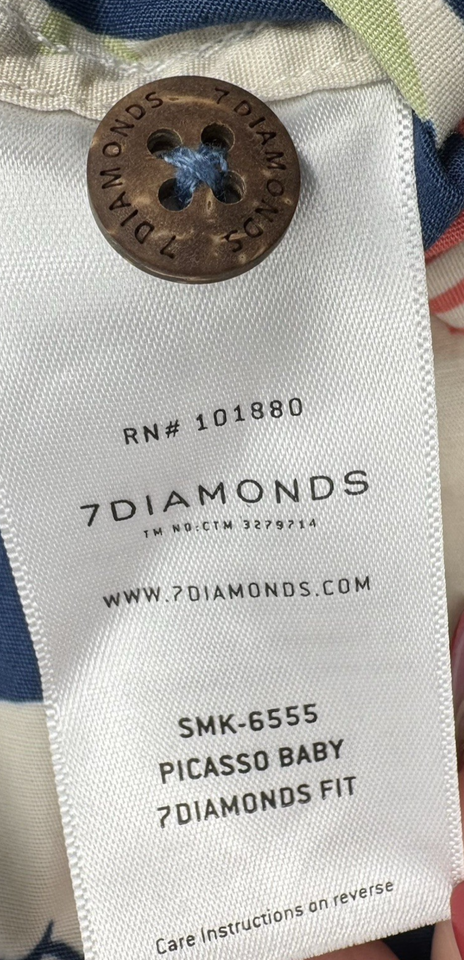 7DIAMONDS
7DIAMONDS
RN# 101880
7DIAMONDS
TM NO:CTM 3279714
WWW.7DIAMONDS.COM
SMK-6555
PICASSO BABY
7DIAMONDS FIT
Care Instructions on reverse